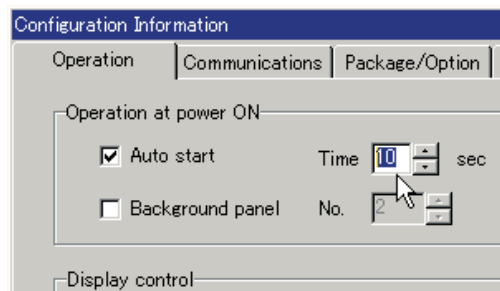 Configuration Information
Operation Communications Package/Option
Operation at power ON
Auto start Time 10 sec
Background panel No. 2
Display control